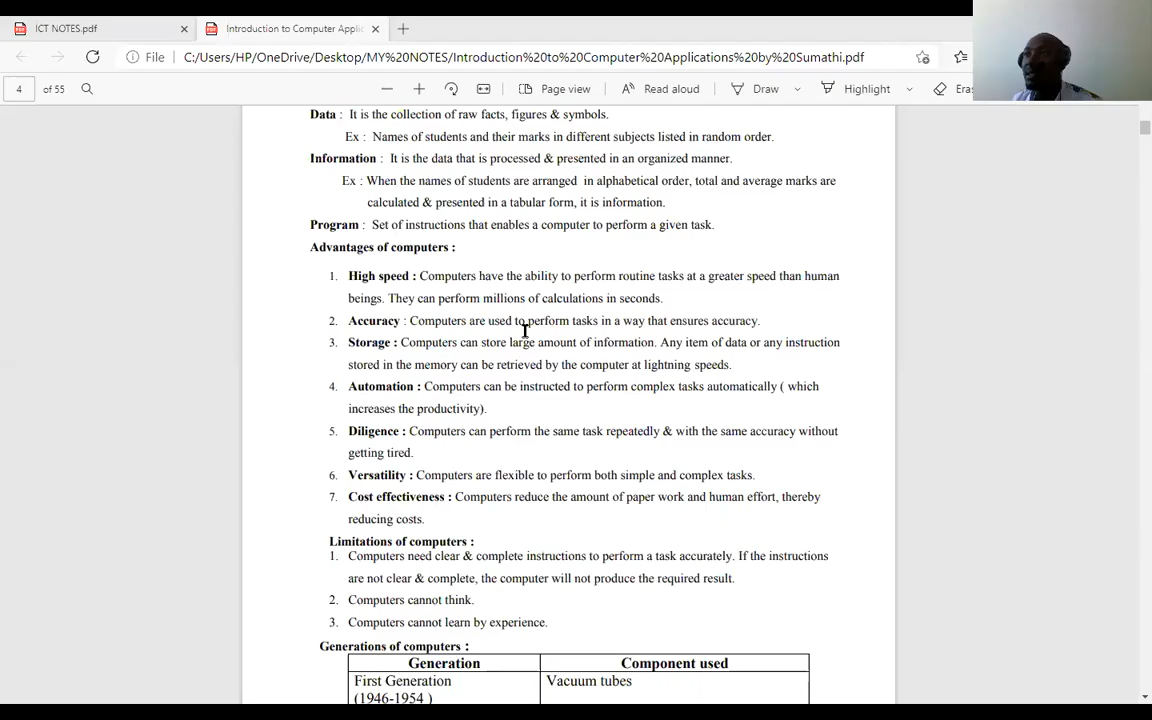 ICT NOTES.pdf
Introduction to Computer Applic
File C:/Users/HP/OneDrive/Desktop/MY%20NOTES/Introduction%20to%20Computer%20Applications%20by%20Sumathi.pdf
4 of 55 Page view Read aloud Draw Highlight Eras
Data : It is the collection of raw facts, figures & symbols.
Ex : Names of students and their marks in different subjects listed in random order.
Information : It is the data that is processed & presented in an organized manner.
Ex : When the names of students are arranged in alphabetical order, total and average marks are
calculated & presented in a tabular form, it is information.
Program : Set of instructions that enables a computer to perform a given task.
Advantages of computers :
1. High speed : Computers have the ability to perform routine tasks at a greater speed than human
beings. They can perform millions of calculations in seconds.
2. Accuracy : Computers are used to perform tasks in a way that ensures accuracy.
3. Storage : Computers can store large amount of information. Any item of data or any instruction
stored in the memory can be retrieved by the computer at lightning speeds.
4. Automation : Computers can be instructed to perform complex tasks automatically ( which
increases the productivity).
5. Diligence : Computers can perform the same task repeatedly & with the same accuracy without
getting tired.
6. Versatility : Computers are flexible to perform both simple and complex tasks.
7. Cost effectiveness : Computers reduce the amount of paper work and human effort, thereby
reducing costs.
Limitations of computers :
1. Computers need clear & complete instructions to perform a task accurately. If the instructions
are not clear & complete, the computer will not produce the required result.
2. Computers cannot think.
3. Computers cannot learn by experience.
Generations of computers :
Generation Component used
First Generation Vacuum tubes
(1946-1954 )